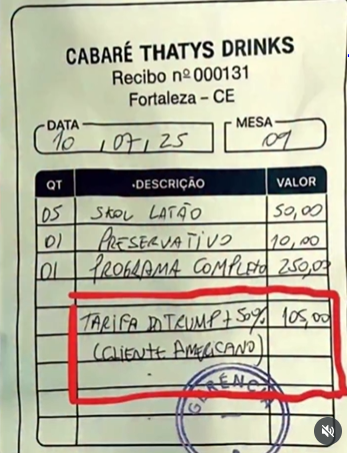 CABARÉ THATYS DRINKS
Recibo nº 000131
Fortaleza – CE
DATA
10, 07, 25
MESA
09
QT DESCRIÇÃO VALOR
05 SKOL LATÃO 50,00
01 PRESERVATIVO 10,00
01 PROGRAMA COMPLETO 250,00
TARIFA DO TRUMP + 50% 105,00
(CLIENTE AMERICANO)
GERÊNCIA